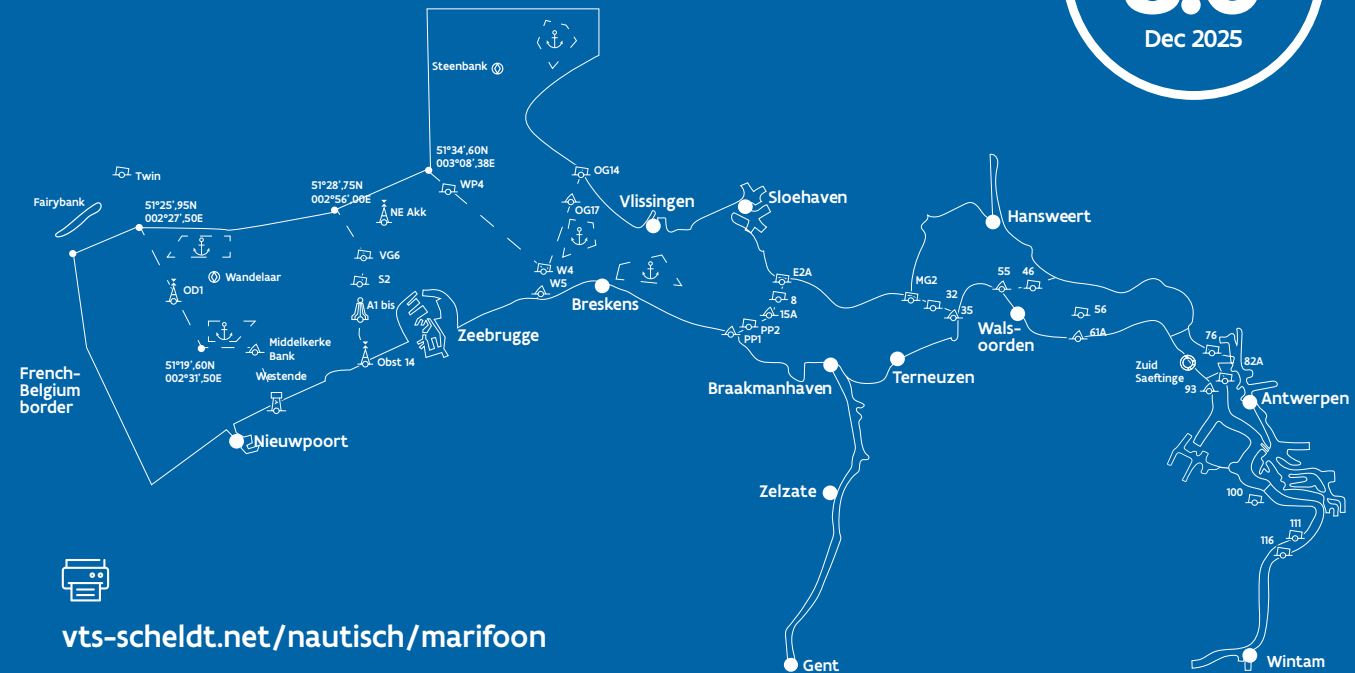 Dec 2025
Steenbank
51°34',60N
003°08',38E
WP4
OG14
OG17
Twin
Fairybank
51°25',95N
002°27',50E
51°28',75N
002°56',00E
NE Akk
Vlissingen
Sloehaven
Hansweert
Wandelaar
VG6
S2
OD1
A1 bis
W4
W5
Breskens
E2A
8
15A
PP2
PP1
MG2
32
35
55
46
56
61A
Wals-
oorden
76
82A
Zuid
Saeftinge
93
Antwerpen
Zeebrugge
Middelkerke
Bank
Obst 14
51°19',60N
002°31',50E
Westende
French-
Belgium
border
Braakmanhaven
Terneuzen
Nieuwpoort
Zelzate
100
111
116
vts-scheldt.net/nautisch/marifoon
Gent
Wintam